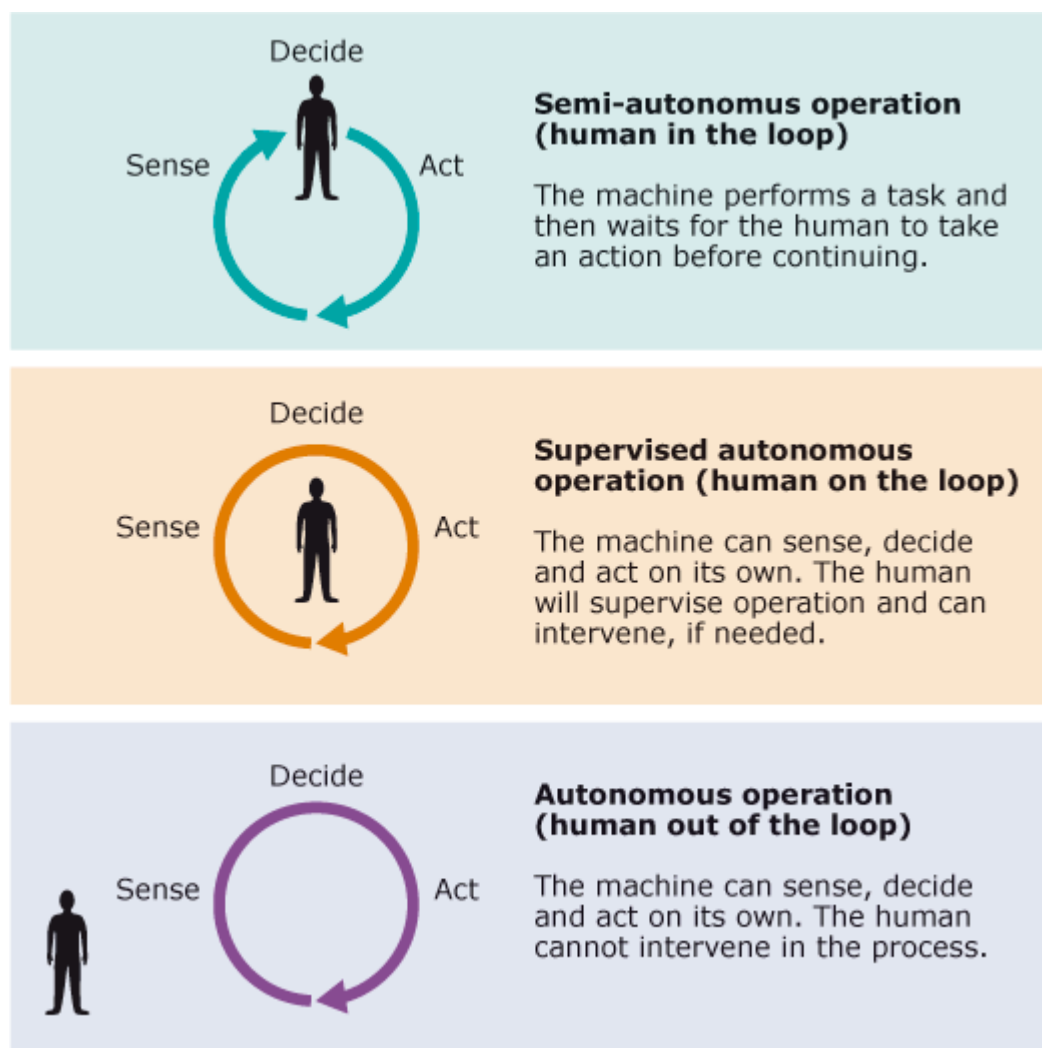 Decide
Sense
Act
Semi-autonomus operation
(human in the loop)
The machine performs a task and
then waits for the human to take
an action before continuing.
Decide
Sense
Act
Supervised autonomous
operation (human on the loop)
The machine can sense, decide
and act on its own. The human
will supervise operation and can
intervene, if needed.
Decide
Sense
Act
Autonomous operation
(human out of the loop)
The machine can sense, decide
and act on its own. The human
cannot intervene in the process.